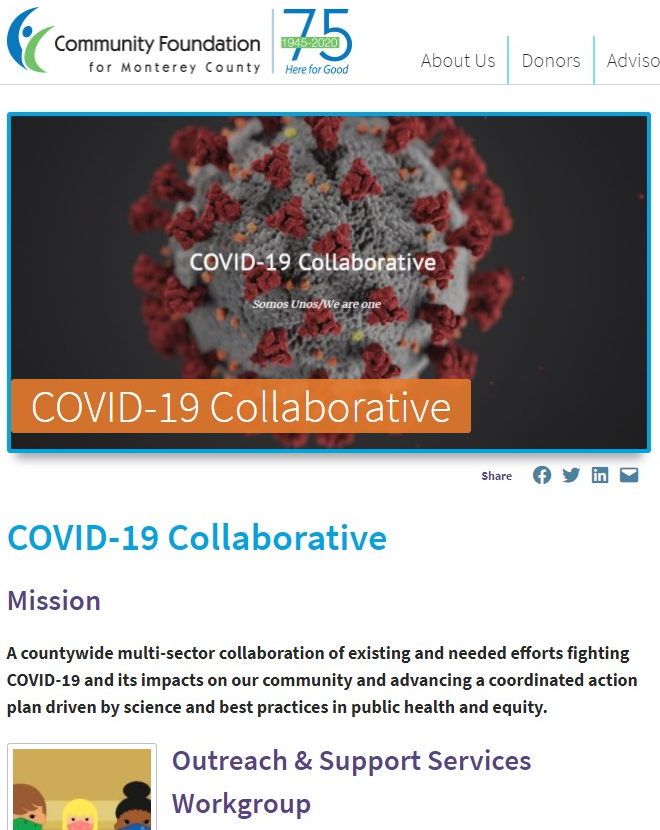 Community Foundation
for Monterey County
75
1945-2020
Here for Good
About Us
Donors
Adviso
COVID-19 Collaborative
Somos Unos/We are one
COVID-19 Collaborative
Share
COVID-19 Collaborative
Mission
A countywide multi-sector collaboration of existing and needed efforts fighting
COVID-19 and its impacts on our community and advancing a coordinated action
plan driven by science and best practices in public health and equity.
Outreach & Support Services
Workgroup